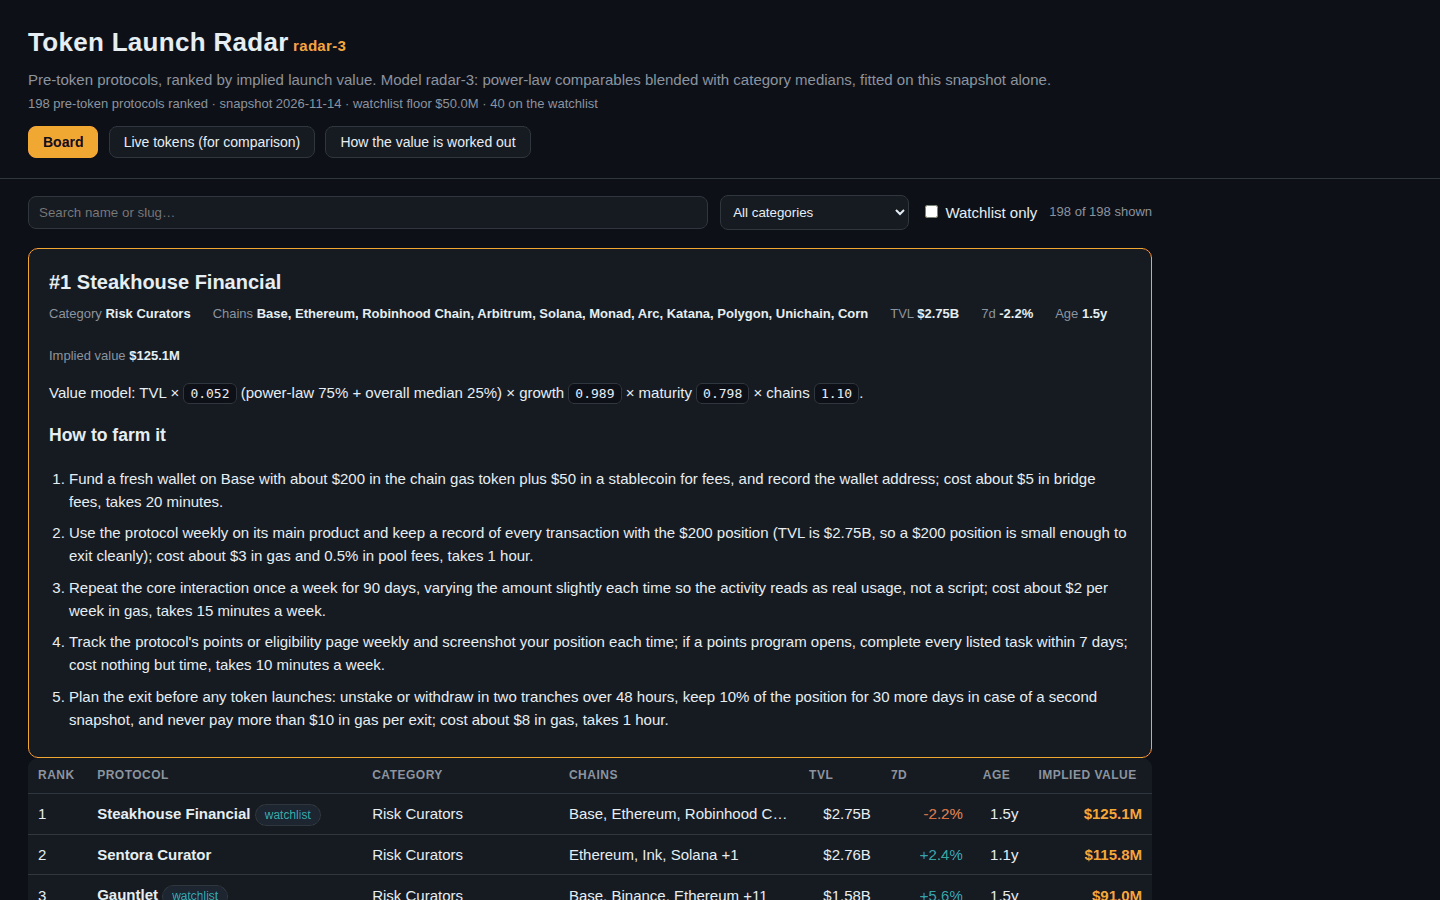 Token Launch Radar radar-3
Pre-token protocols, ranked by implied launch value. Model radar-3: power-law comparables blended with category medians, fitted on this snapshot alone.
198 pre-token protocols ranked · snapshot 2026-11-14 · watchlist floor $50.0M · 40 on the watchlist
Board Live tokens (for comparison) How the value is worked out
Search name or slug… All categories Watchlist only 198 of 198 shown
#1 Steakhouse Financial
Category Risk Curators Chains Base, Ethereum, Robinhood Chain, Arbitrum, Solana, Monad, Arc, Katana, Polygon, Unichain, Corn TVL $2.75B 7d -2.2% Age 1.5y
Implied value $125.1M
Value model: TVL × 0.052 (power-law 75% + overall median 25%) × growth 0.989 × maturity 0.798 × chains 1.10.
How to farm it
1. Fund a fresh wallet on Base with about $200 in the chain gas token plus $50 in a stablecoin for fees, and record the wallet address; cost about $5 in bridge
fees, takes 20 minutes.
2. Use the protocol weekly on its main product and keep a record of every transaction with the $200 position (TVL is $2.75B, so a $200 position is small enough to
exit cleanly); cost about $3 in gas and 0.5% in pool fees, takes 1 hour.
3. Repeat the core interaction once a week for 90 days, varying the amount slightly each time so the activity reads as real usage, not a script; cost about $2 per
week in gas, takes 15 minutes a week.
4. Track the protocol's points or eligibility page weekly and screenshot your position each time; if a points program opens, complete every listed task within 7 days;
cost nothing but time, takes 10 minutes a week.
5. Plan the exit before any token launches: unstake or withdraw in two tranches over 48 hours, keep 10% of the position for 30 more days in case of a second
snapshot, and never pay more than $10 in gas per exit; cost about $8 in gas, takes 1 hour.
RANK PROTOCOL CATEGORY CHAINS TVL 7D AGE IMPLIED VALUE
1 Steakhouse Financial watchlist Risk Curators Base, Ethereum, Robinhood C… $2.75B -2.2% 1.5y $125.1M
2 Sentora Curator Risk Curators Ethereum, Ink, Solana +1 $2.76B +2.4% 1.1y $115.8M
3 Gauntlet watchlist Risk Curators Base, Binance, Ethereum +11 $1.58B +5.6% 1.5y $91.0M